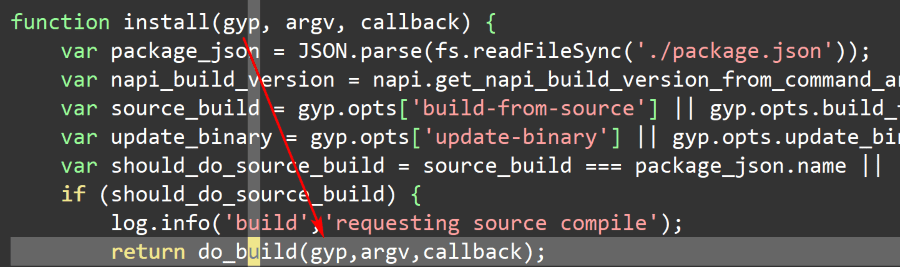 function install(gyp, argv, callback) {
var package_json = JSON.parse(fs.readFileSync('./package.json'));
var napi_build_version = napi.get_napi_build_version_from_command_ar
var source_build = gyp.opts['build-from-source'] || gyp.opts.build_f
var update_binary = gyp.opts['update-binary'] || gyp.opts.update_bin
var should_do_source_build = source_build === package_json.name ||
if (should_do_source_build) {
log.info('build','requesting source compile');
return do_build(gyp,argv,callback);